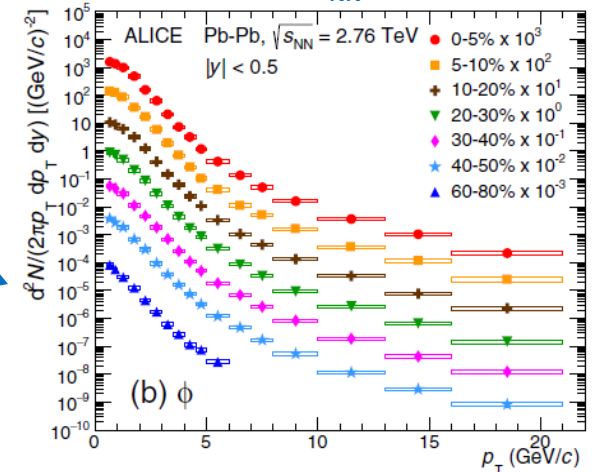 NN
ALICE Pb-Pb, √s_NN = 2.76 TeV
|y| < 0.5
0-5% x 10^3
5-10% x 10^2
10-20% x 10^1
20-30% x 10^0
30-40% x 10^-1
40-50% x 10^-2
60-80% x 10^-3
d^2N/(2πp_T dp_T dy) [(GeV/c)^-2]
10^5
10^4
10^3
10^2
10
1
10^-1
10^-2
10^-3
10^-4
10^-5
10^-6
10^-7
10^-8
10^-9
10^-10
(b) ϕ
0 5 10 15 20
p_T (GeV/c)